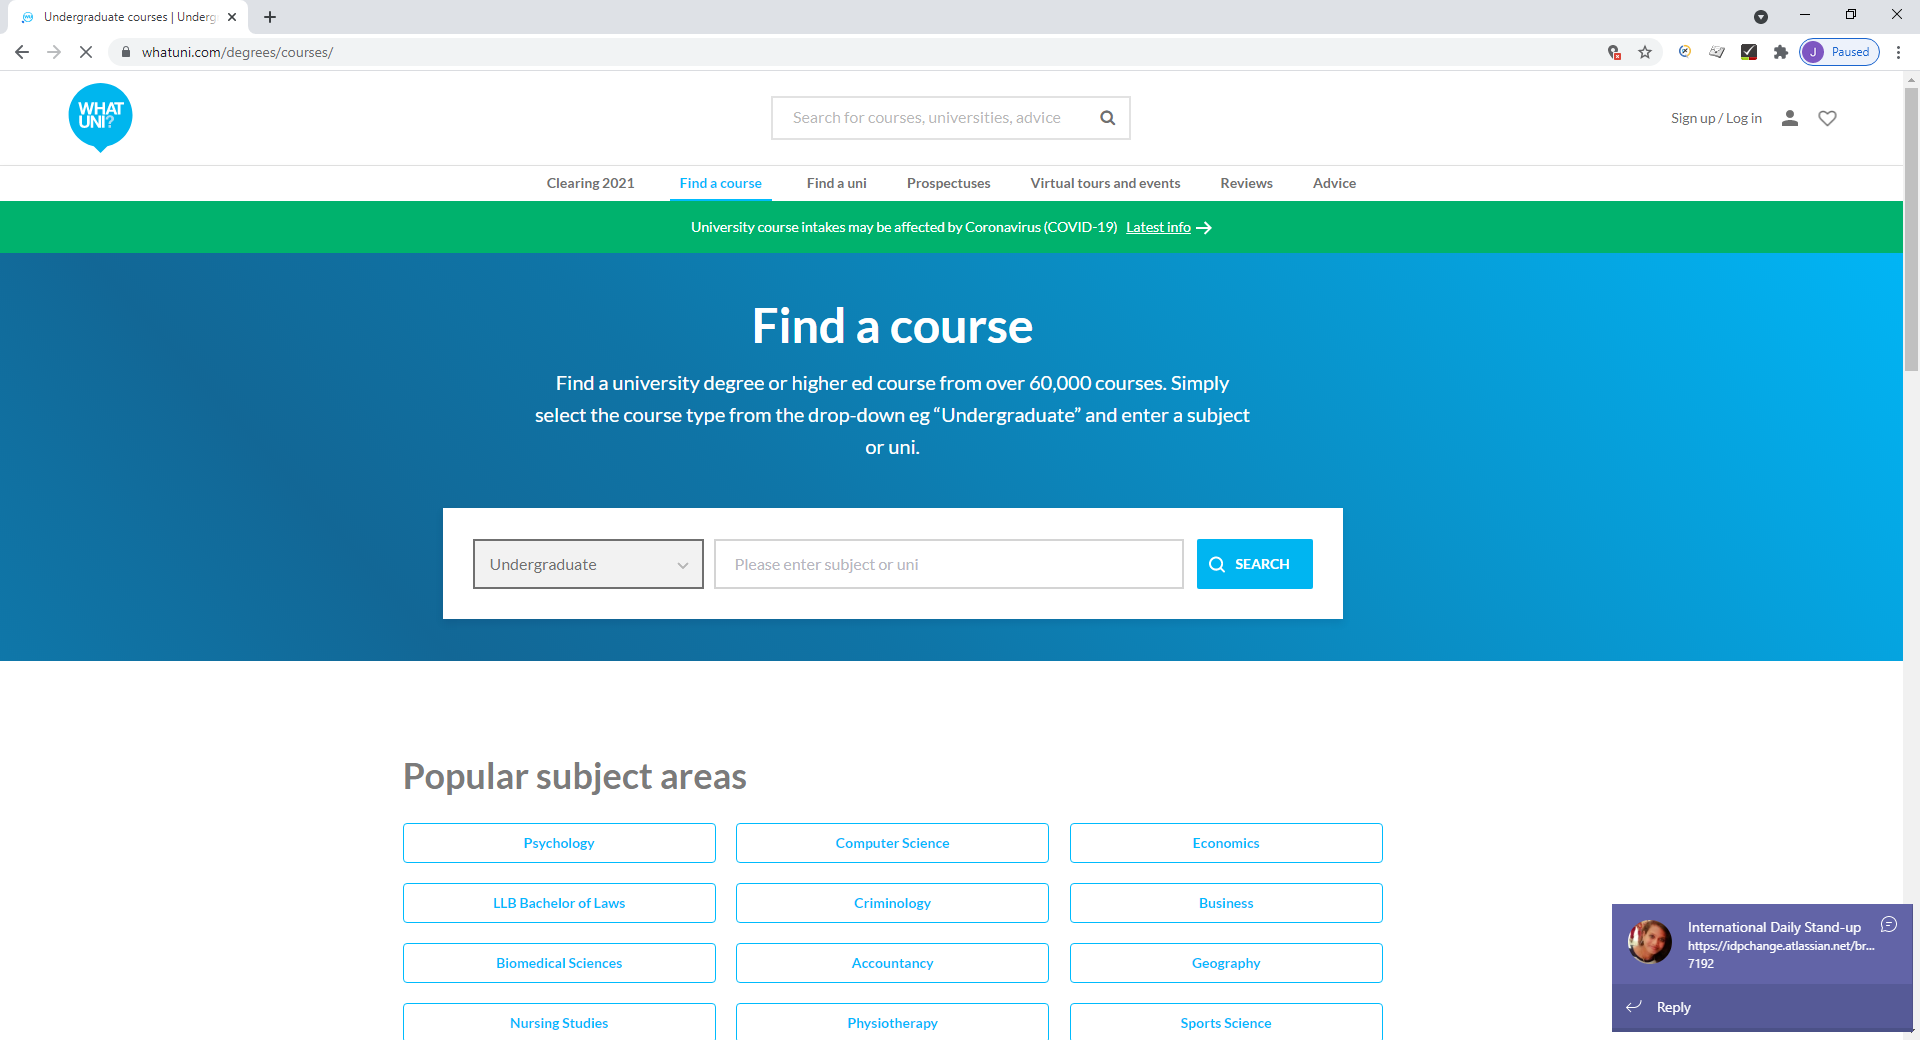 Undergraduate courses | Underg
whatuni.com/degrees/courses/
J Paused
WHAT
UNI?
Search for courses, universities, advice
Sign up / Log in
Clearing 2021 Find a course Find a uni Prospectuses Virtual tours and events Reviews Advice
University course intakes may be affected by Coronavirus (COVID-19) Latest info
Find a course
Find a university degree or higher ed course from over 60,000 courses. Simply
select the course type from the drop-down eg “Undergraduate” and enter a subject
or uni.
Undergraduate Please enter subject or uni SEARCH
Popular subject areas
Psychology Computer Science Economics
LLB Bachelor of Laws Criminology Business
Biomedical Sciences Accountancy Geography
Nursing Studies Physiotherapy Sports Science
International Daily Stand-up
https://idpchange.atlassian.net/br...
7192
Reply